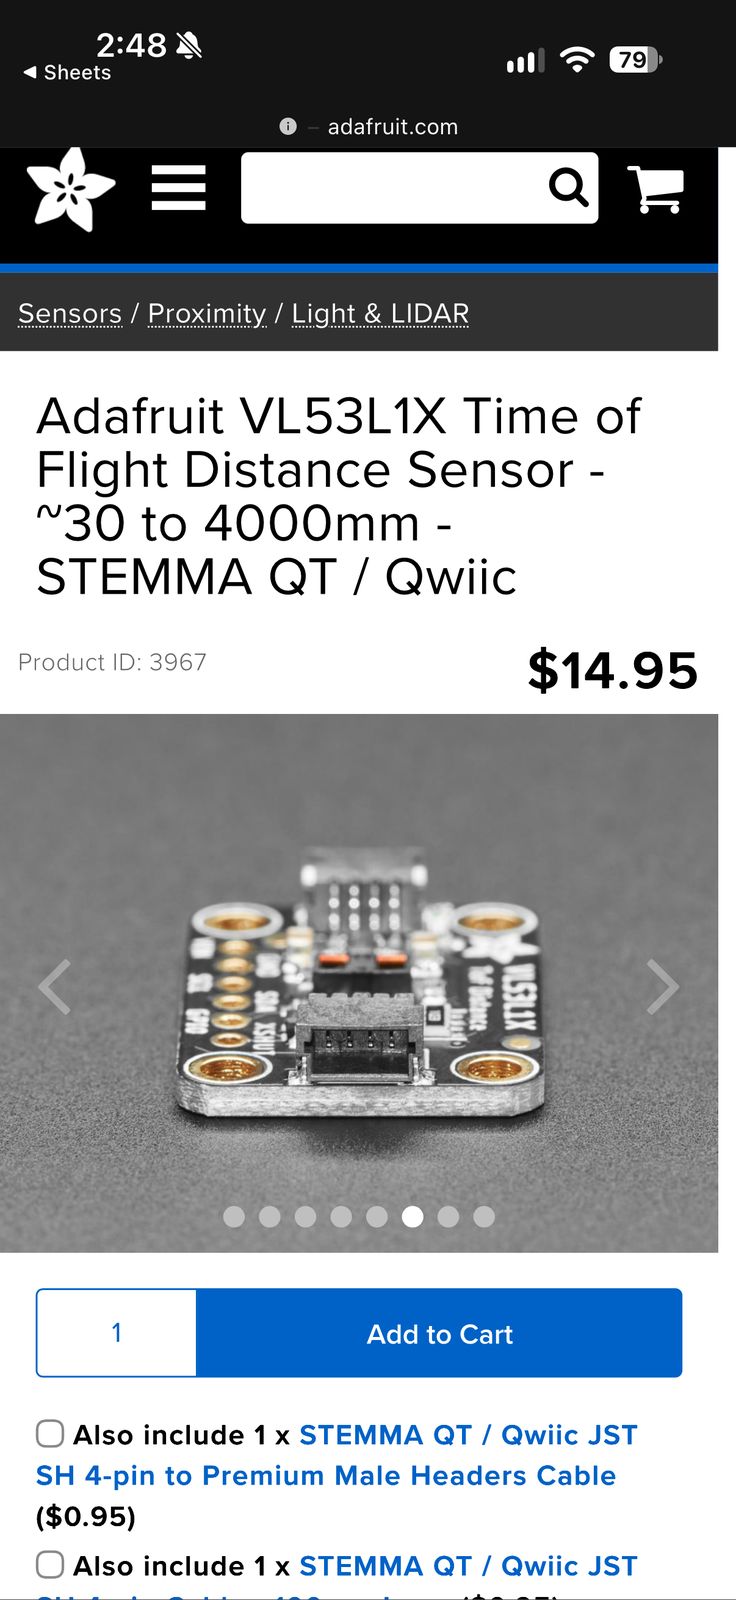 2:48
◀ Sheets
79
adafruit.com
Sensors / Proximity / Light & LIDAR
Adafruit VL53L1X Time of
Flight Distance Sensor -
~30 to 4000mm -
STEMMA QT / Qwiic
Product ID: 3967
$14.95
VL53L1X
1
Add to Cart
Also include 1 x STEMMA QT / Qwiic JST
SH 4-pin to Premium Male Headers Cable
($0.95)
Also include 1 x STEMMA QT / Qwiic JST